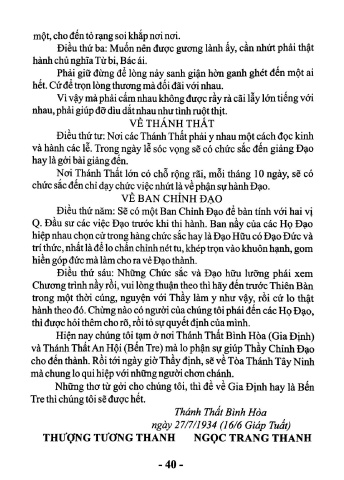 một, cho đến tỏ rạng soi khắp nơi nơi.
Điều thứ ba: Muốn nên được gương lành ấy, cần nhứt phải thật
hành chủ nghĩa Từ bi, Bác ái.
Phải giữ đừng để lòng nảy sanh giận hờn ganh ghét đến một ai
hết. Cứ để trọn lòng thương mà đối đãi với nhau.
Vì vậy mà phải cấm nhau không được rầy rà cãi lẫy lớn tiếng với
nhau, phải giúp đỡ dìu dắt nhau như tình ruột thịt.
VỀ THÁNH THẤT
Điều thứ tư: Nơi các Thánh Thất phải y nhau một cách đọc kinh
và hành các lễ. Trong ngày lễ sóc vọng sẽ có chức sắc đến giảng Đạo
hay là gởi bài giảng đến.
Nơi Thánh Thất lớn có chỗ rộng rãi, mỗi tháng 10 ngày, sẽ có
chức sắc đến chỉ dạy chức việc nhứt là về phận sự hành Đạo.
VỀ BAN CHỈNH ĐẠO
Điều thứ năm: Sẽ có một Ban Chỉnh Đạo để bàn tính với hai vị
Q. Đầu sư các việc Đạo trước khi thi hành. Ban nầy của các Họ Đạo
hiệp nhau chọn cử trong hàng chức sắc hay là Đạo Hữu có Đạo Đức và
trí thức, nhất là để lo chấn chỉnh nét tu, khép trọn vào khuôn hạnh, gom
hiền góp đức mà làm cho ra vẻ Đạo thành.
Điều thứ sáu: Những Chức sắc và Đạo hữu lưỡng phái xem
Chương trình nầy rồi, vui lòng thuận theo thì hãy đến trước Thiên Bàn
trong một thời cúng, nguyện với Thầy làm y như vậy, rồi cứ lo thật
hành theo đó. Chừng nào có người của chúng tôi phái đến các Họ Đạo,
thì được hỏi thêm cho rõ, rồi tỏ sự quyết định của mình.
Hiện nay chúng tôi tạm ở nơi Thánh Thất Bình Hòa (Gia Định)
và Thánh Thất An Hội (Bến Tre) mà lo phận sự giúp Thầy Chỉnh Đạo
cho đến thành. Rồi tới ngày giờ Thầy định, sẽ về Tòa Thánh Tây Ninh
mà chung lo qui hiệp với những người chơn chánh.
Những thơ từ gởi cho chúng tôi, thì đề về Gia Định hay là Bến
Tre thì chúng tôi sẽ được hết.
Thánh Thất Bình Hòa
ngày 27/7/1934 (16/6 Giáp Tuất)
THƯỢNG TƯƠNG THANH NGỌC TRANG THANH
- 40 -